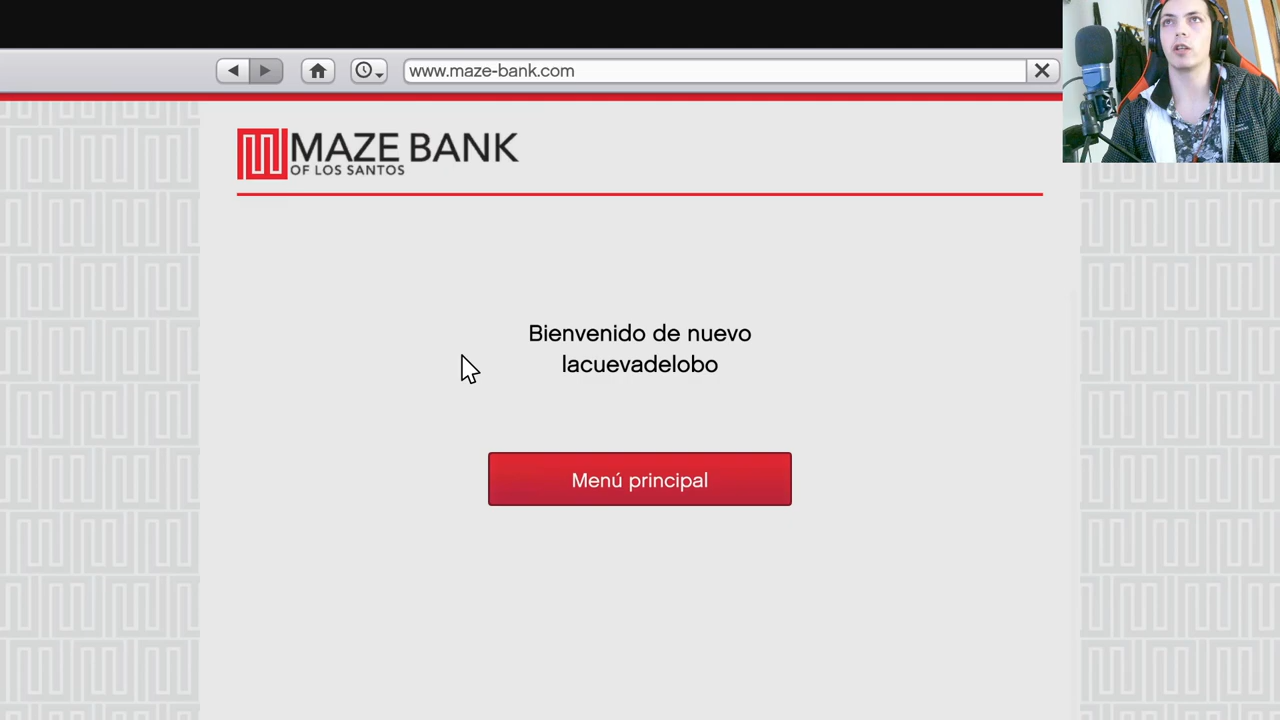 www.maze-bank.com
MAZE BANK
OF LOS SANTOS
Bienvenido de nuevo
lacuevadelobo
Menú principal